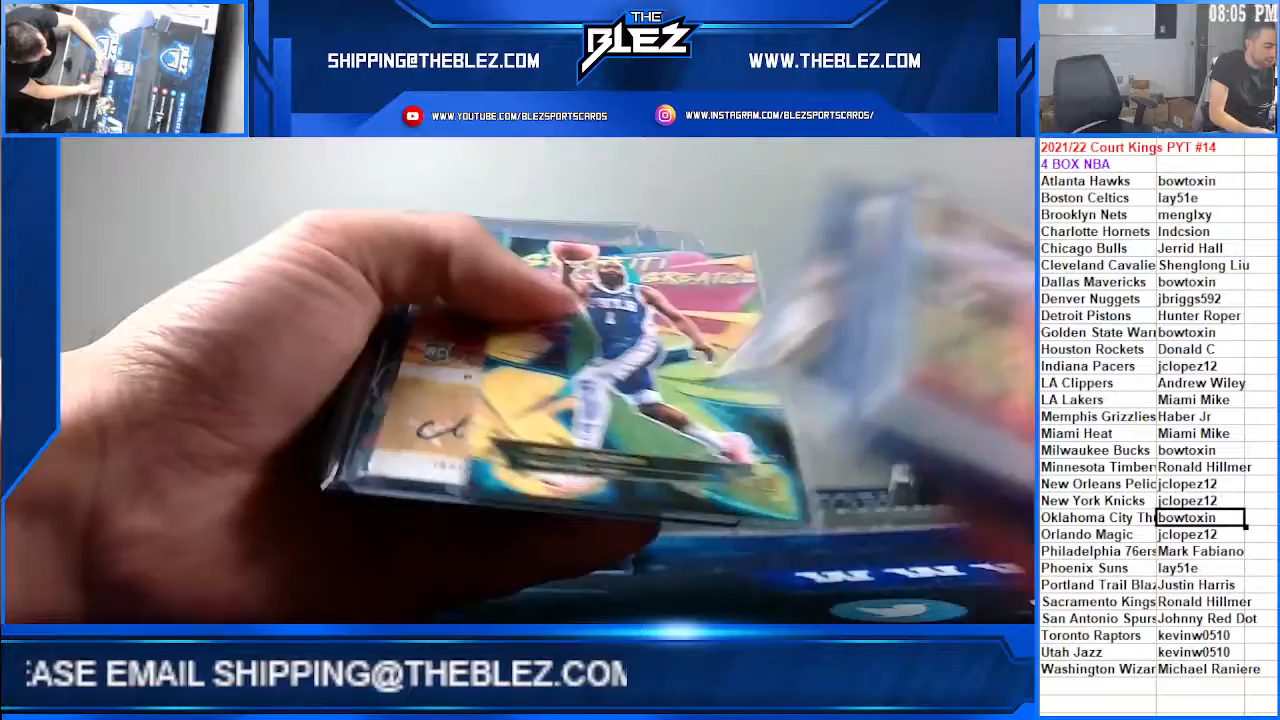 08:05 PM
THE
BLEZ
SHIPPING@THEBLEZ.COM
WWW.THEBLEZ.COM
WWW.YOUTUBE.COM/BLEZSPORTSCARDS
WWW.INSTAGRAM.COM/BLEZSPORTSCARDS/
2021/22 Court Kings PYT #14
4 BOX NBA
Atlanta Hawks bowtoxin
Boston Celtics lay51e
Brooklyn Nets menglxy
Charlotte Hornets lndcsion
Chicago Bulls Jerrid Hall
Cleveland Cavalie Shenglong Liu
Dallas Mavericks bowtoxin
Denver Nuggets jbriggs592
Detroit Pistons Hunter Roper
Golden State Warr bowtoxin
Houston Rockets Donald C
Indiana Pacers jclopez12
LA Clippers Andrew Wiley
LA Lakers Miami Mike
Memphis Grizzlies Haber Jr
Miami Heat Miami Mike
Milwaukee Bucks bowtoxin
Minnesota Timber Ronald Hillmer
New Orleans Pelic jclopez12
New York Knicks jclopez12
Oklahoma City Th bowtoxin
Orlando Magic jclopez12
Philadelphia 76ers Mark Fabiano
Phoenix Suns lay51e
Portland Trail Blaz Justin Harris
Sacramento Kings Ronald Hillmer
San Antonio Spurs Johnny Red Dot
Toronto Raptors kevinw0510
Utah Jazz kevinw0510
Washington Wizar Michael Raniere
RC
EASE EMAIL SHIPPING@THEBLEZ.COM